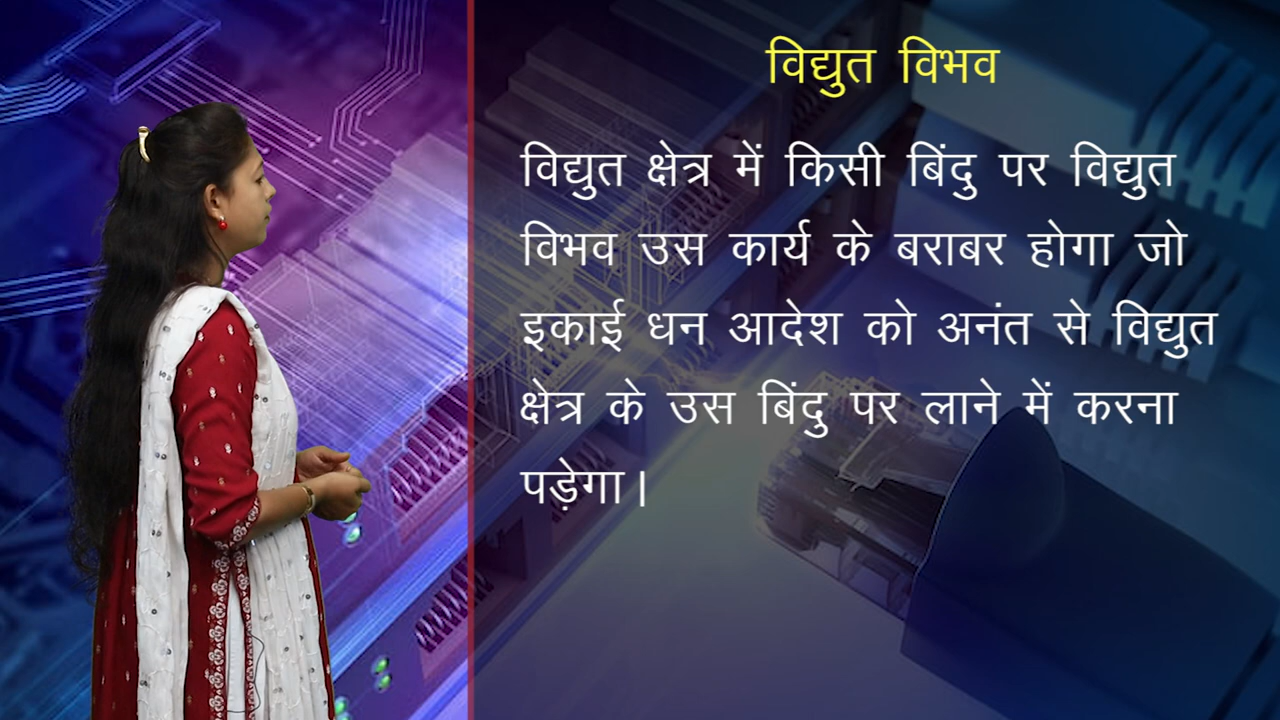 विद्युत विभव
विद्युत क्षेत्र में किसी बिंदु पर विद्युत
विभव उस कार्य के बराबर होगा जो
इकाई धन आदेश को अनंत से विद्युत
क्षेत्र के उस बिंदु पर लाने में करना
पड़ेगा।